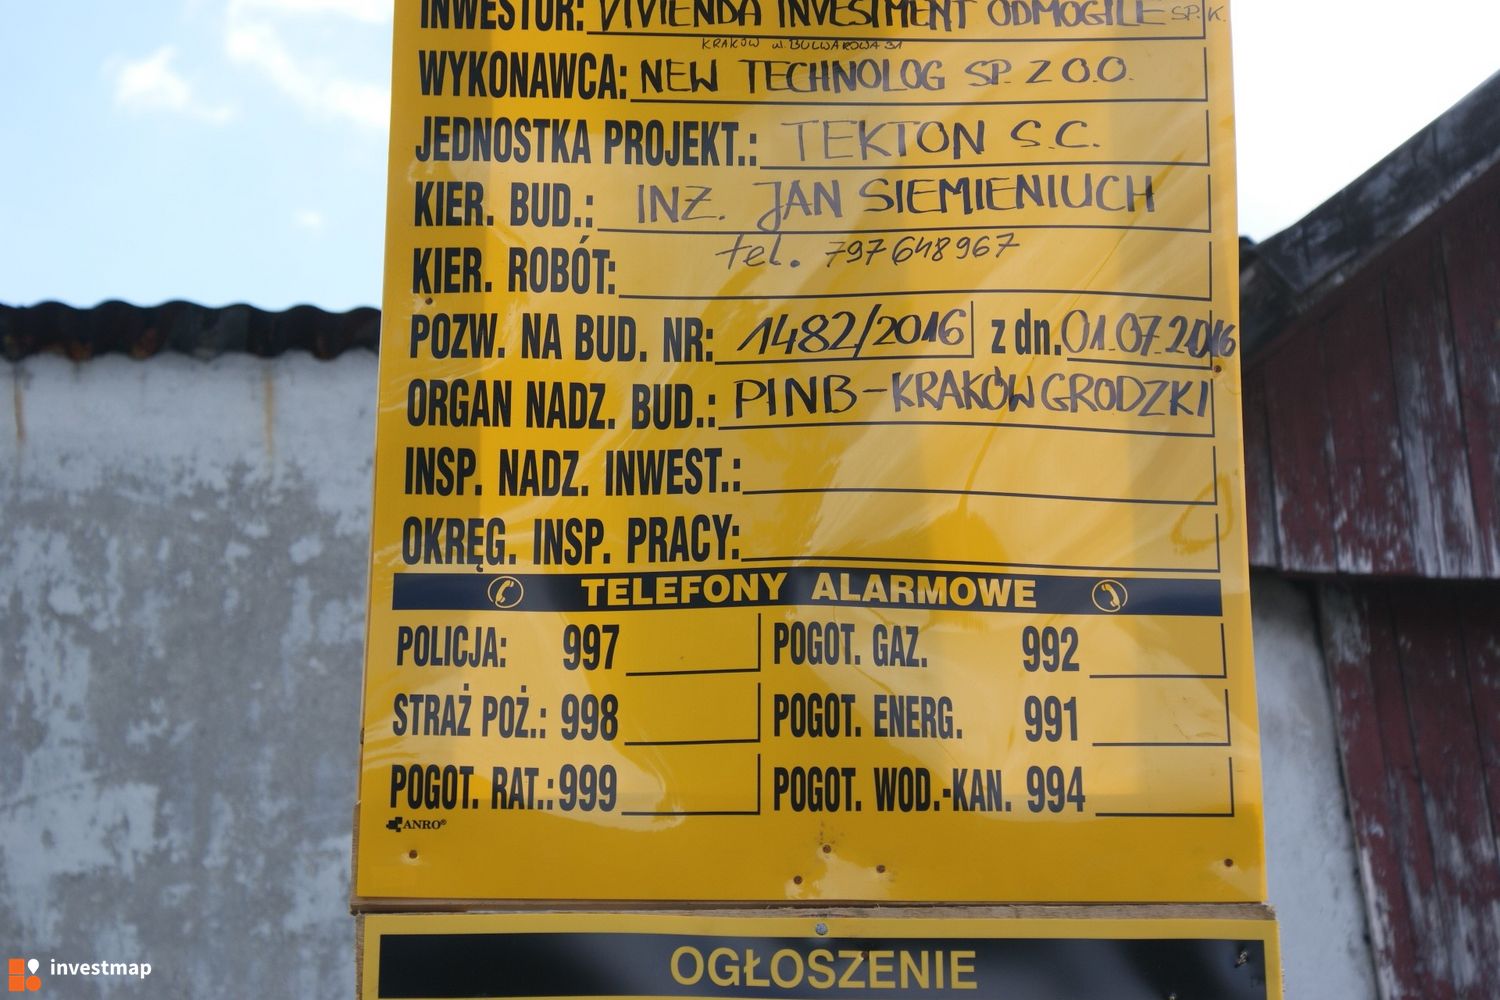 INWESTOR: VIVIENDA INVESTMENT ODMOGILE SP. K.
KRAKÓW ul. BULWAROWA 31
WYKONAWCA: NEW TECHNOLOG SP. Z O.O.
JEDNOSTKA PROJEKT.: TEKTON S.C.
KIER. BUD.: INŻ. JAN SIEMIENIUCH
tel. 797648967
KIER. ROBÓT:
POZW. NA BUD. NR: 1482/2016 z dn. 01.07.2016
ORGAN NADZ. BUD.: PINB-KRAKÓW GRODZKI
INSP. NADZ. INWEST.:
OKRĘG. INSP. PRACY:
TELEFONY ALARMOWE
POLICJA: 997 POGOT. GAZ. 992
STRAŻ POŻ.: 998 POGOT. ENERG. 991
POGOT. RAT.: 999 POGOT. WOD.-KAN. 994
ANRO®
OGŁOSZENIE
investmap